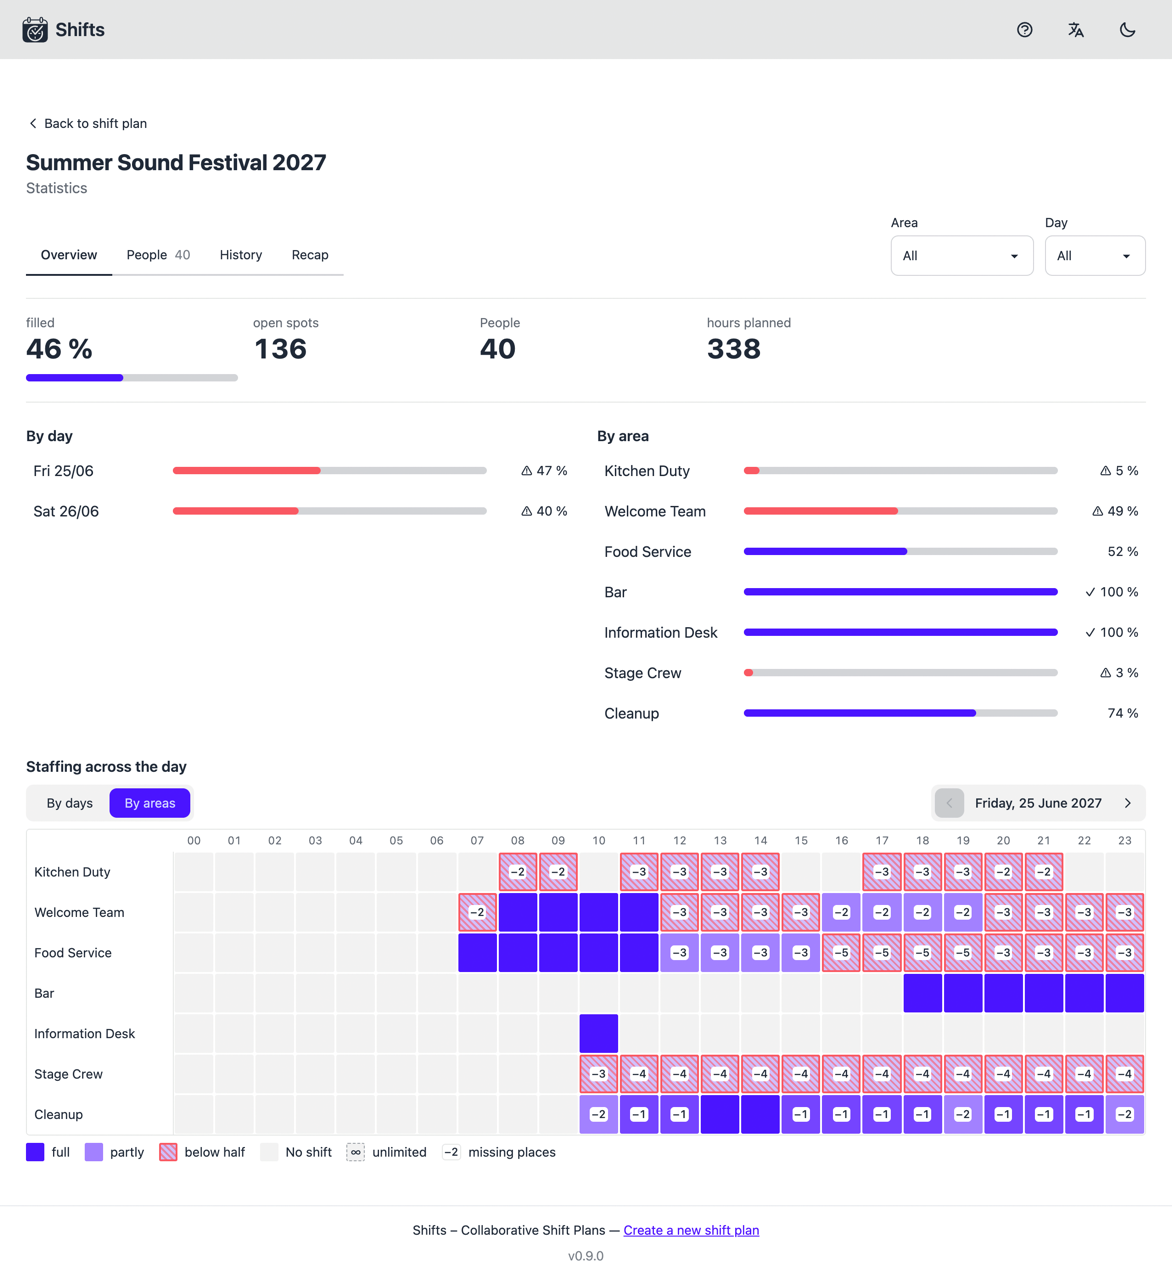 Shifts
Back to shift plan
Summer Sound Festival 2027
Statistics
Area
Day
Overview
People 40
History
Recap
All
All
filled
46 %
open spots
136
People
40
hours planned
338
By day
Fri 25/06
47 %
Sat 26/06
40 %
By area
Kitchen Duty
5 %
Welcome Team
49 %
Food Service
52 %
Bar
100 %
Information Desk
100 %
Stage Crew
3 %
Cleanup
74 %
Staffing across the day
By days
By areas
Friday, 25 June 2027
00 01 02 03 04 05 06 07 08 09 10 11 12 13 14 15 16 17 18 19 20 21 22 23
Kitchen Duty −2 −2 −3 −3 −3 −3 −3 −3 −3 −2 −2
Welcome Team −2 −3 −3 −3 −3 −2 −2 −2 −2 −3 −3 −3 −3
Food Service −3 −3 −3 −3 −5 −5 −5 −5 −3 −3 −3 −3
Bar
Information Desk
Stage Crew −3 −4 −4 −4 −4 −4 −4 −4 −4 −4 −4 −4 −4 −4
Cleanup −2 −1 −1 −1 −1 −1 −1 −2 −1 −1 −1 −2
full partly below half No shift ∞ unlimited −2 missing places
Shifts – Collaborative Shift Plans — Create a new shift plan
v0.9.0